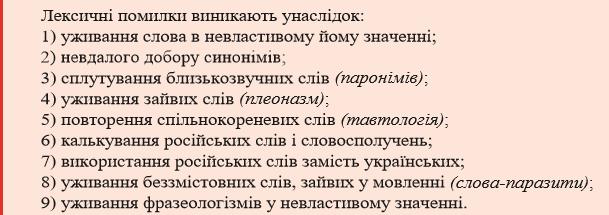 Лексичні помилки виникають унаслідок:
1) уживання слова в невластивому йому значенні;
2) невдалого добору синонімів;
3) сплутування близькозвучних слів (паронімів);
4) уживання зайвих слів (плеоназм);
5) повторення спільнокореневих слів (тавтологія);
6) калькування російських слів і словосполучень;
7) використання російських слів замість українських;
8) уживання беззмістовних слів, зайвих у мовленні (слова-паразити);
9) уживання фразеологізмів у невластивому значенні.